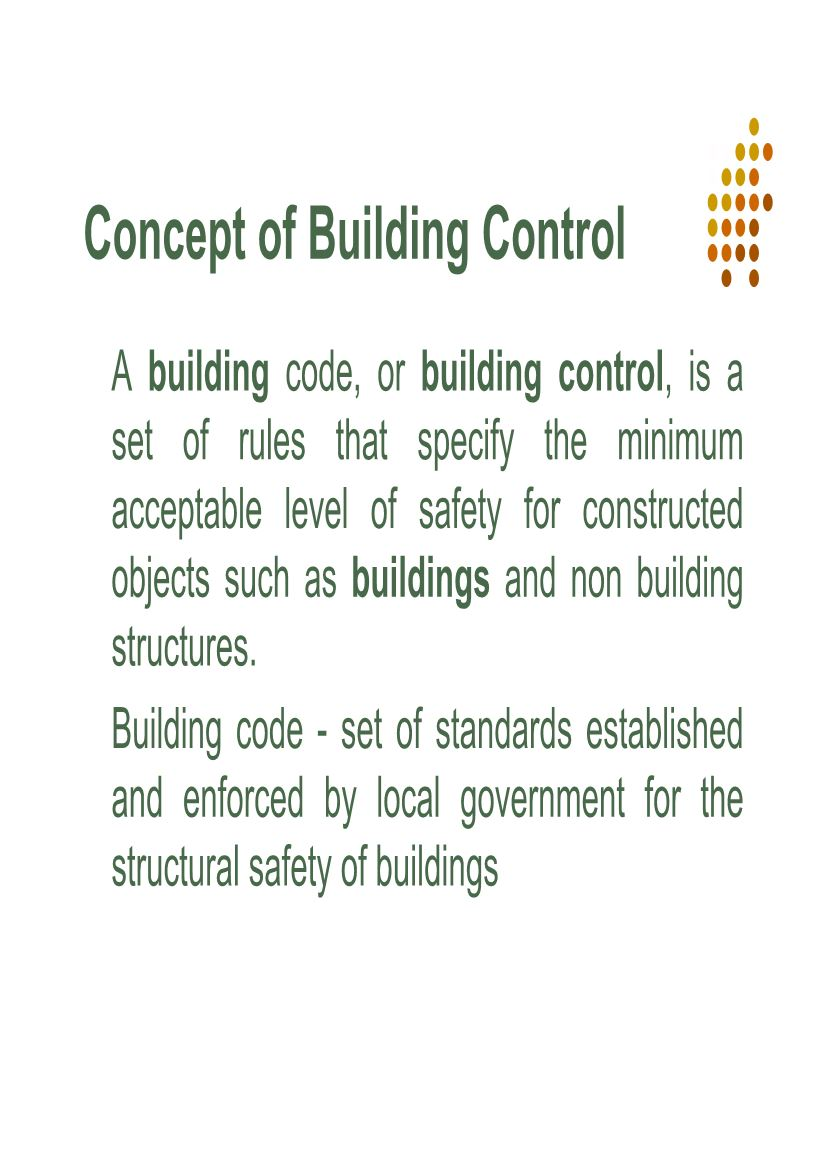 Concept of Building Control
A building code, or building control, is a
set of rules that specify the minimum
acceptable level of safety for constructed
objects such as buildings and non building
structures.
Building code - set of standards established
and enforced by local government for the
structural safety of buildings